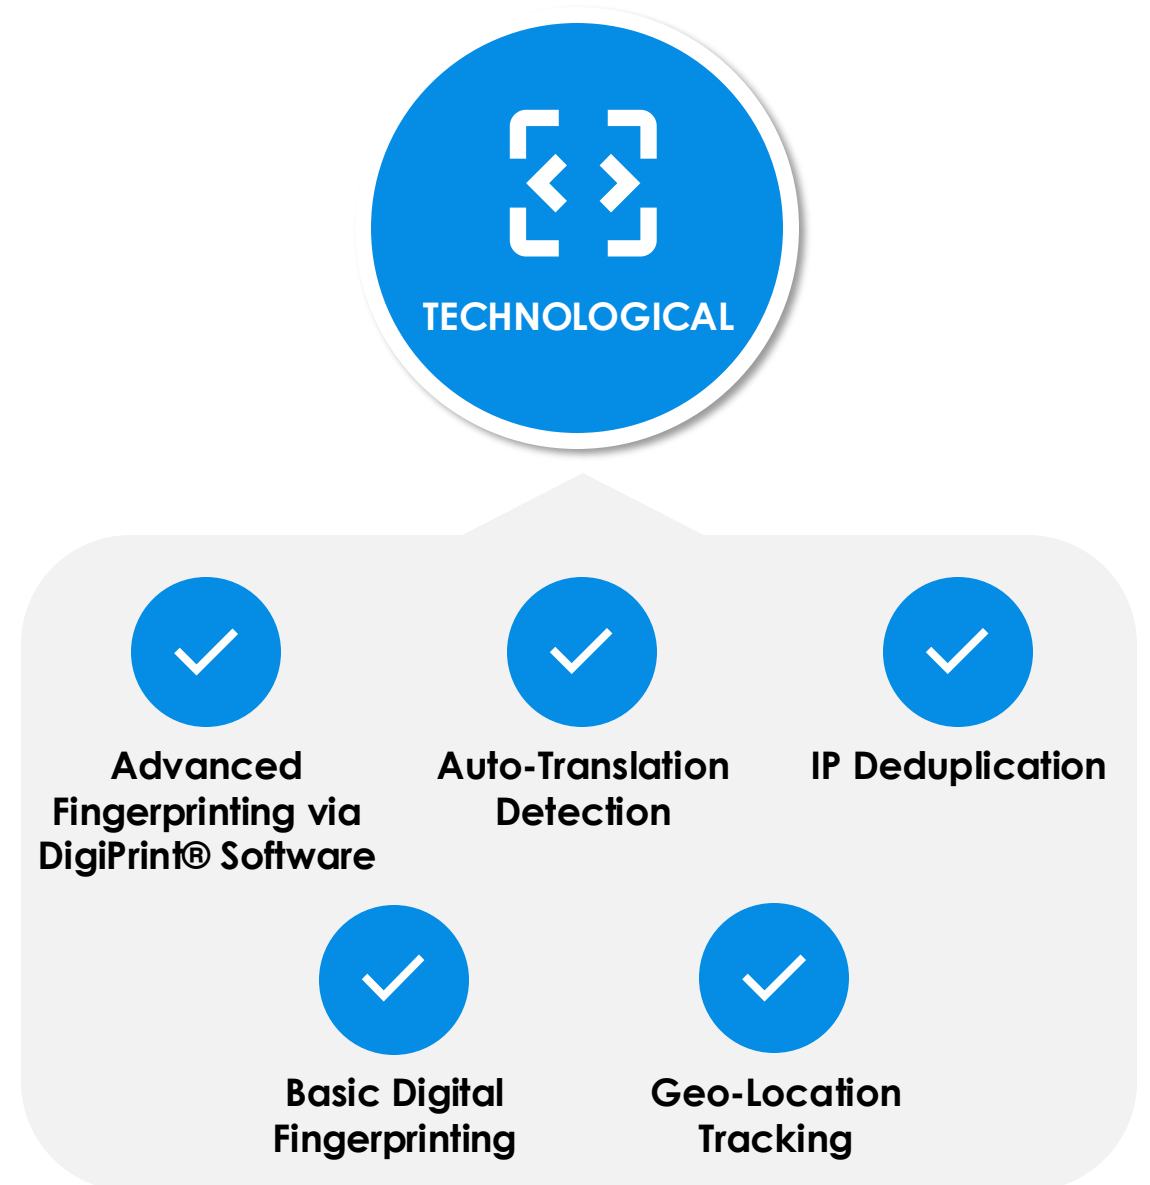 TECHNOLOGICAL
Advanced
Fingerprinting via
DigiPrint® Software
Auto-Translation
Detection
IP Deduplication
Basic Digital
Fingerprinting
Geo-Location
Tracking